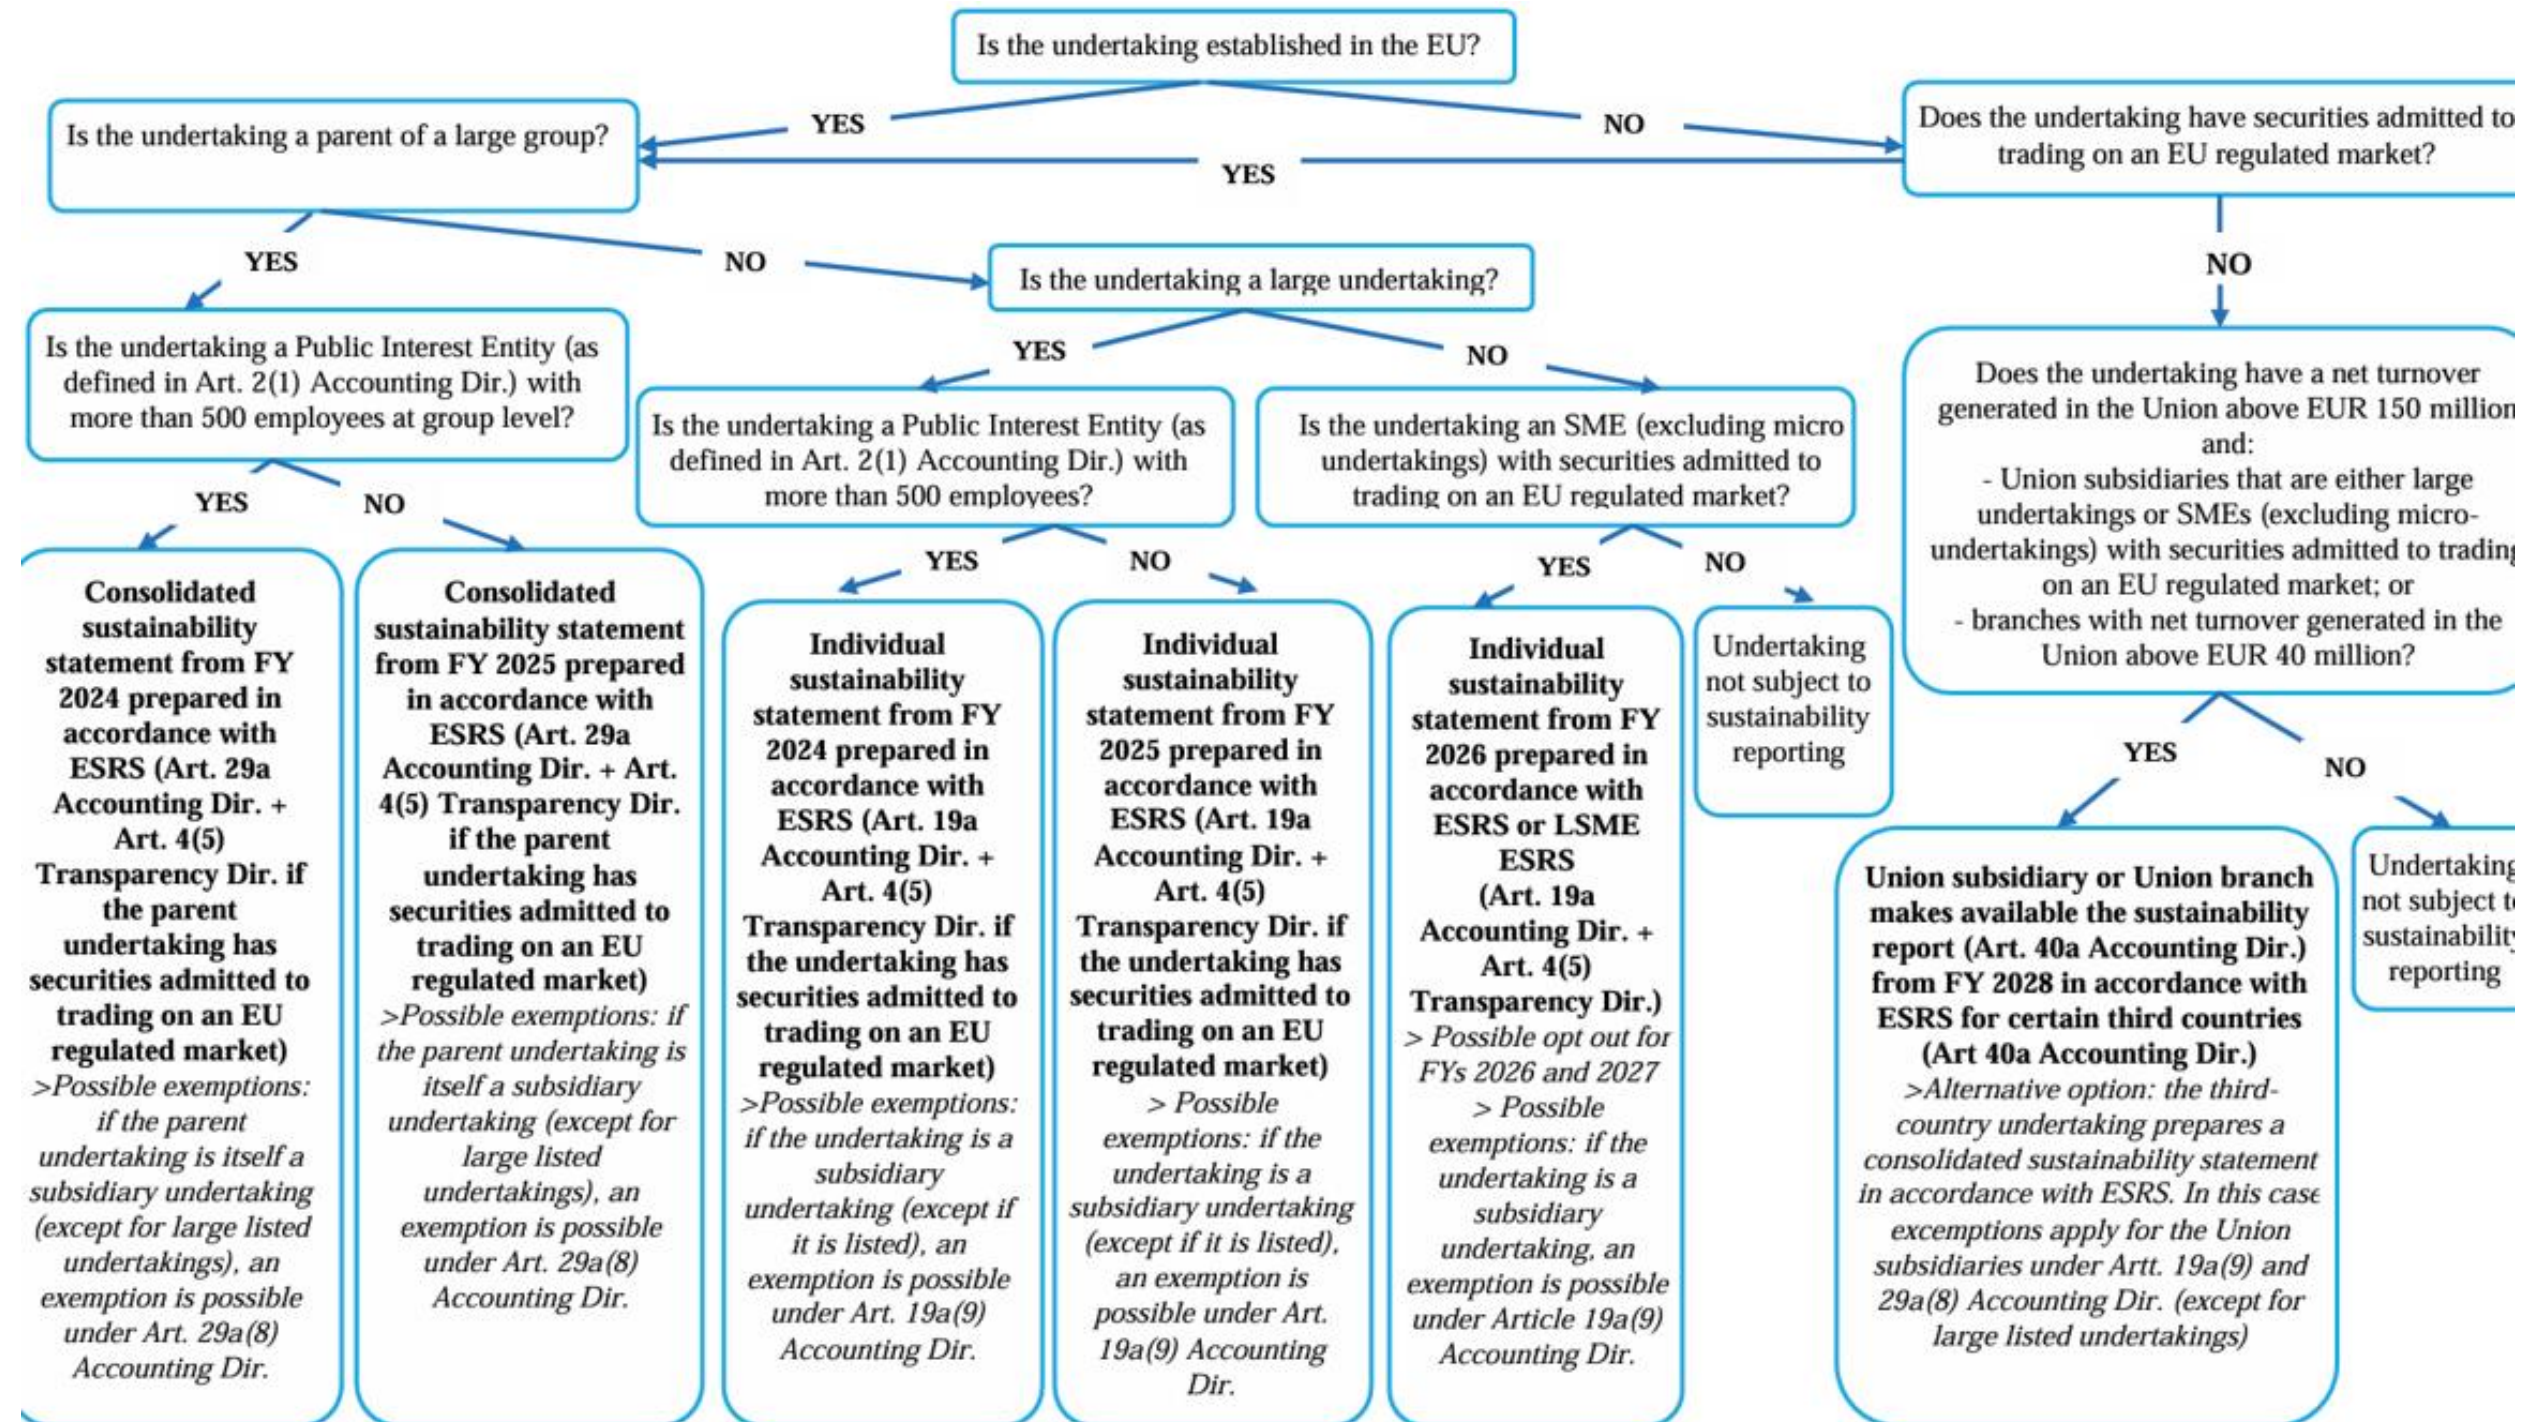 Is the undertaking established in the EU?
Is the undertaking a parent of a large group?
YES
NO
Does the undertaking have securities admitted to
trading on an EU regulated market?
YES
YES
NO
Is the undertaking a large undertaking?
NO
Is the undertaking a Public Interest Entity (as
defined in Art. 2(1) Accounting Dir.) with
more than 500 employees at group level?
YES
NO
Is the undertaking a Public Interest Entity (as
defined in Art. 2(1) Accounting Dir.) with
more than 500 employees?
Is the undertaking an SME (excluding micro
undertakings) with securities admitted to
trading on an EU regulated market?
Does the undertaking have a net turnover
generated in the Union above EUR 150 million
and:
- Union subsidiaries that are either large
undertakings or SMEs (excluding micro-
undertakings) with securities admitted to trading
on an EU regulated market; or
- branches with net turnover generated in the
Union above EUR 40 million?
YES
NO
YES
NO
YES
NO
YES
NO
Consolidated
sustainability
statement from FY
2024 prepared in
accordance with
ESRS (Art. 29a
Accounting Dir. +
Art. 4(5)
Transparency Dir. if
the parent
undertaking has
securities admitted to
trading on an EU
regulated market)
>Possible exemptions:
if the parent
undertaking is itself a
subsidiary undertaking
(except for large listed
undertakings), an
exemption is possible
under Art. 29a(8)
Accounting Dir.
Consolidated
sustainability statement
from FY 2025 prepared
in accordance with
ESRS (Art. 29a
Accounting Dir. + Art.
4(5) Transparency Dir.
if the parent
undertaking has
securities admitted to
trading on an EU
regulated market)
>Possible exemptions: if
the parent undertaking is
itself a subsidiary
undertaking (except for
large listed
undertakings), an
exemption is possible
under Art. 29a(8)
Accounting Dir.
Individual
sustainability
statement from FY
2024 prepared in
accordance with
ESRS (Art. 19a
Accounting Dir. +
Art. 4(5)
Transparency Dir. if
the undertaking has
securities admitted to
trading on an EU
regulated market)
>Possible exemptions:
if the undertaking is a
subsidiary
undertaking (except if
it is listed), an
exemption is possible
under Art. 19a(9)
Accounting Dir.
Individual
sustainability
statement from FY
2025 prepared in
accordance with
ESRS (Art. 19a
Accounting Dir. +
Art. 4(5)
Transparency Dir. if
the undertaking has
securities admitted to
trading on an EU
regulated market)
> Possible
exemptions: if the
undertaking is a
subsidiary undertaking
(except if it is listed),
an exemption is
possible under Art.
19a(9) Accounting
Dir.
Individual
sustainability
statement from FY
2026 prepared in
accordance with
ESRS or LSME
ESRS
(Art. 19a
Accounting Dir. +
Art. 4(5)
Transparency Dir.)
> Possible opt out for
FYs 2026 and 2027
> Possible
exemptions: if the
undertaking is a
subsidiary
undertaking, an
exemption is possible
under Article 19a(9)
Accounting Dir.
Undertaking
not subject to
sustainability
reporting
YES
NO
Union subsidiary or Union branch
makes available the sustainability
report (Art. 40a Accounting Dir.)
from FY 2028 in accordance with
ESRS for certain third countries
(Art 40a Accounting Dir.)
>Alternative option: the third-
country undertaking prepares a
consolidated sustainability statement
in accordance with ESRS. In this case
excemptions apply for the Union
subsidiaries under Artt. 19a(9) and
29a(8) Accounting Dir. (except for
large listed undertakings)
Undertaking
not subject t
sustainability
reporting